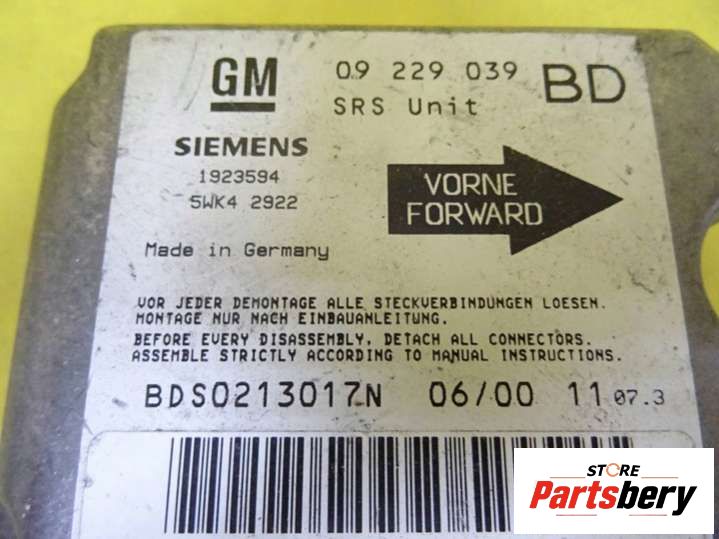 GM
09 229 039 BD
SRS Unit
SIEMENS
1923594
5WK4 2922
VORNE
FORWARD
Made in Germany
VOR JEDER DEMONTAGE ALLE STECKVERBINDUNGEN LOESEN.
MONTAGE NUR NACH EINBAUANLEITUNG.
BEFORE EVERY DISASSEMBLY, DETACH ALL CONNECTORS.
ASSEMBLE STRICTLY ACCORDING TO MANUAL INSTRUCTIONS.
BDS0213017N 06/00 11 07.3
STORE
Partsbery